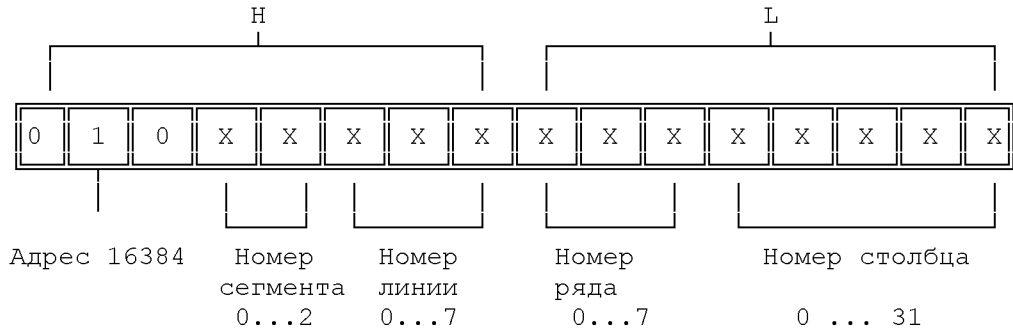 H L
0 1 0 X X X X X X X X X X X X X
Адрес 16384 Номер Номер Номер Номер столбца
сегмента линии ряда
0...2 0...7 0...7 0 ... 31